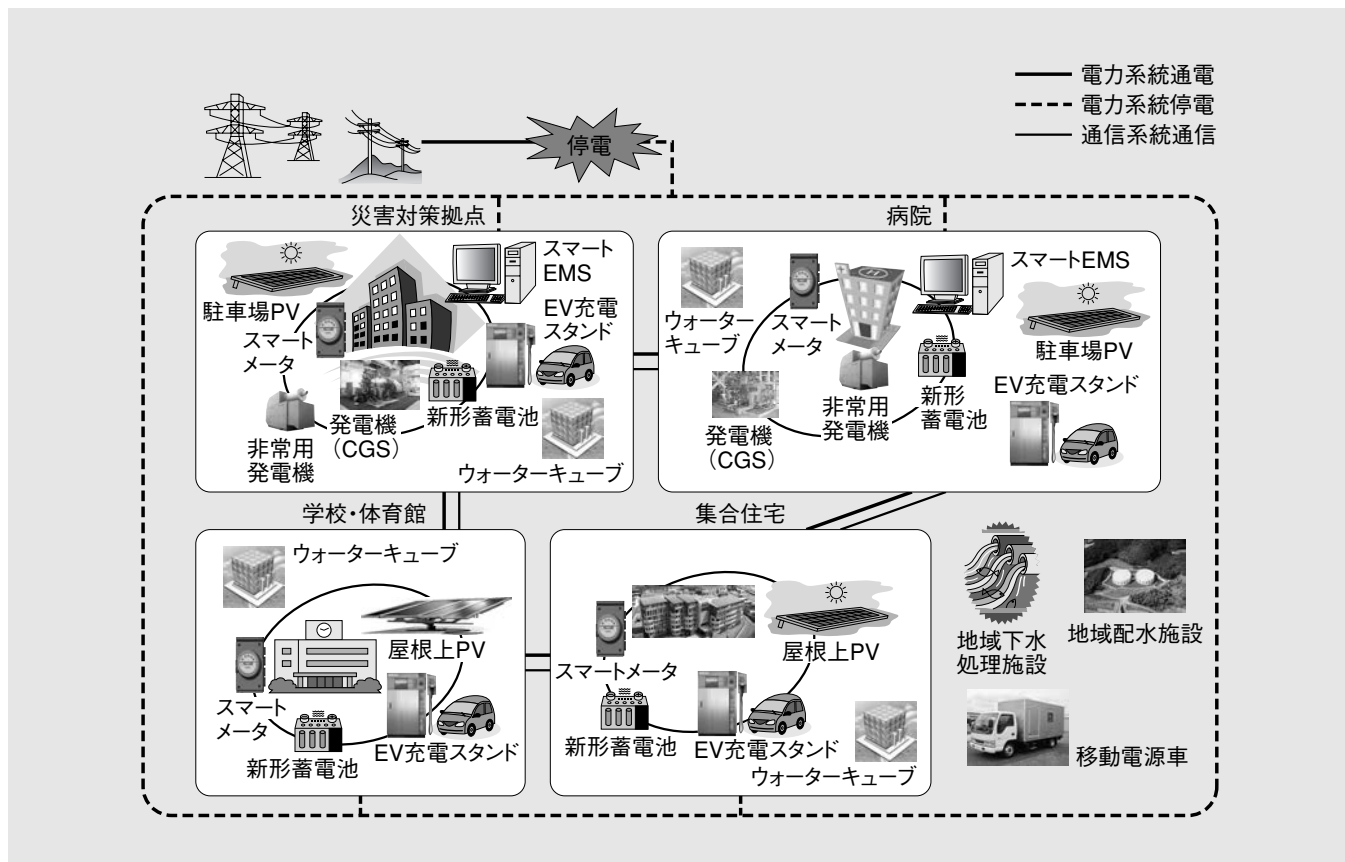 電力系統通電
電力系統停電
通信系統通信
停電
災害対策拠点
駐車場PV
スマート
メータ
スマート
EMS
EV充電
スタンド
非常用
発電機
発電機
（CGS）
新形蓄電池
ウォーターキューブ
病院
ウォーター
キューブ
スマート
メータ
スマートEMS
駐車場PV
発電機
（CGS）
非常用
発電機
新形
蓄電池
EV充電スタンド
学校・体育館
ウォーターキューブ
屋根上PV
スマート
メータ
新形蓄電池
EV充電スタンド
集合住宅
スマートメータ
屋根上PV
新形蓄電池
EV充電スタンド
ウォーターキューブ
地域下水
処理施設
地域配水施設
移動電源車